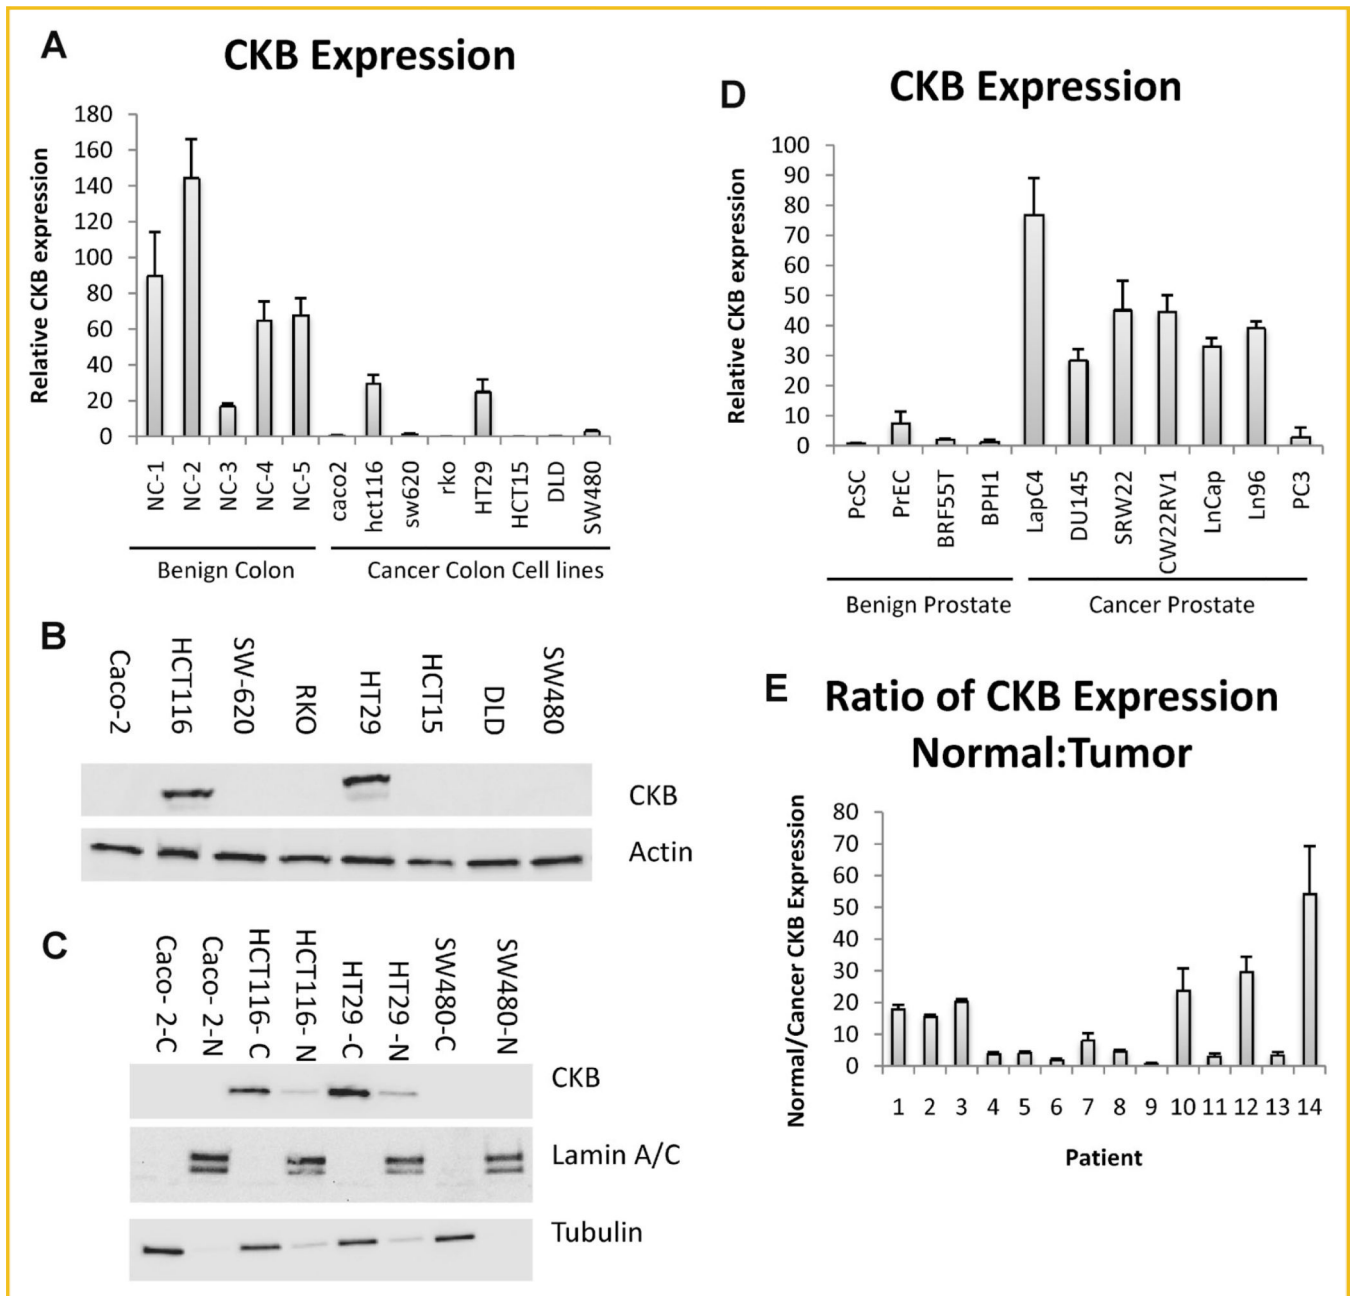 A
CKB Expression
Relative CKB expression
180
160
140
120
100
80
60
40
20
0
NC-1
NC-2
NC-3
NC-4
NC-5
caco2
hct116
sw620
rko
HT29
HCT15
DLD
SW480
Benign Colon
Cancer Colon Cell lines
B
Caco-2
HCT116
SW-620
RKO
HT29
HCT15
DLD
SW480
CKB
Actin
C
Caco- 2-C
Caco- 2-N
HCT116- C
HCT116- N
HT29 -C
HT29 -N
SW480-C
SW480-N
CKB
Lamin A/C
Tubulin
D
CKB Expression
Relative CKB expression
100
90
80
70
60
50
40
30
20
10
0
PcSC
PrEC
BRF55T
BPH1
LapC4
DU145
SRW22
CW22RV1
LnCap
Ln96
PC3
Benign Prostate
Cancer Prostate
E
Ratio of CKB Expression
Normal:Tumor
Normal/Cancer CKB Expression
80
70
60
50
40
30
20
10
0
1 2 3 4 5 6 7 8 9 10 11 12 13 14
Patient